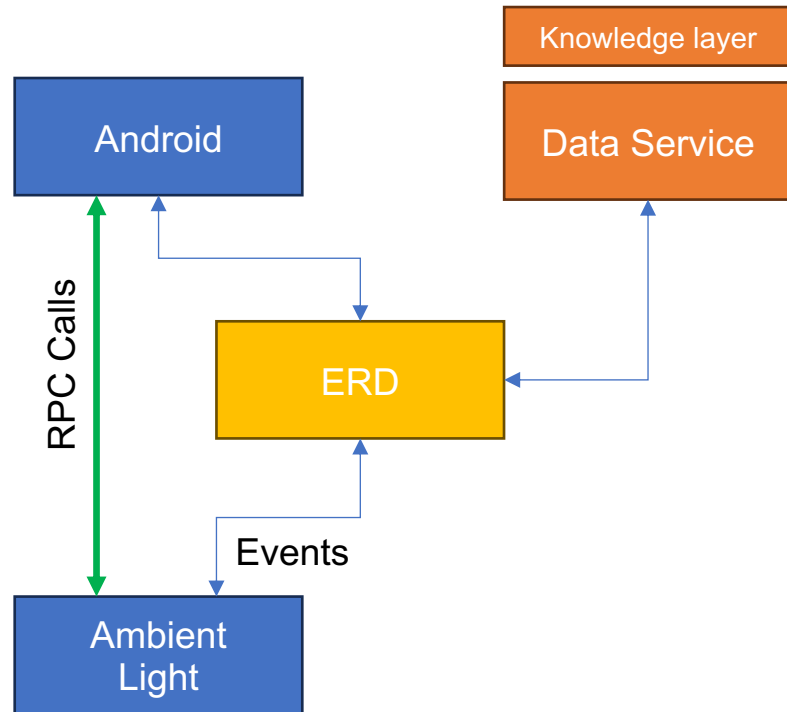 Knowledge layer
Android
Data Service
RPC Calls
ERD
Events
Ambient
Light